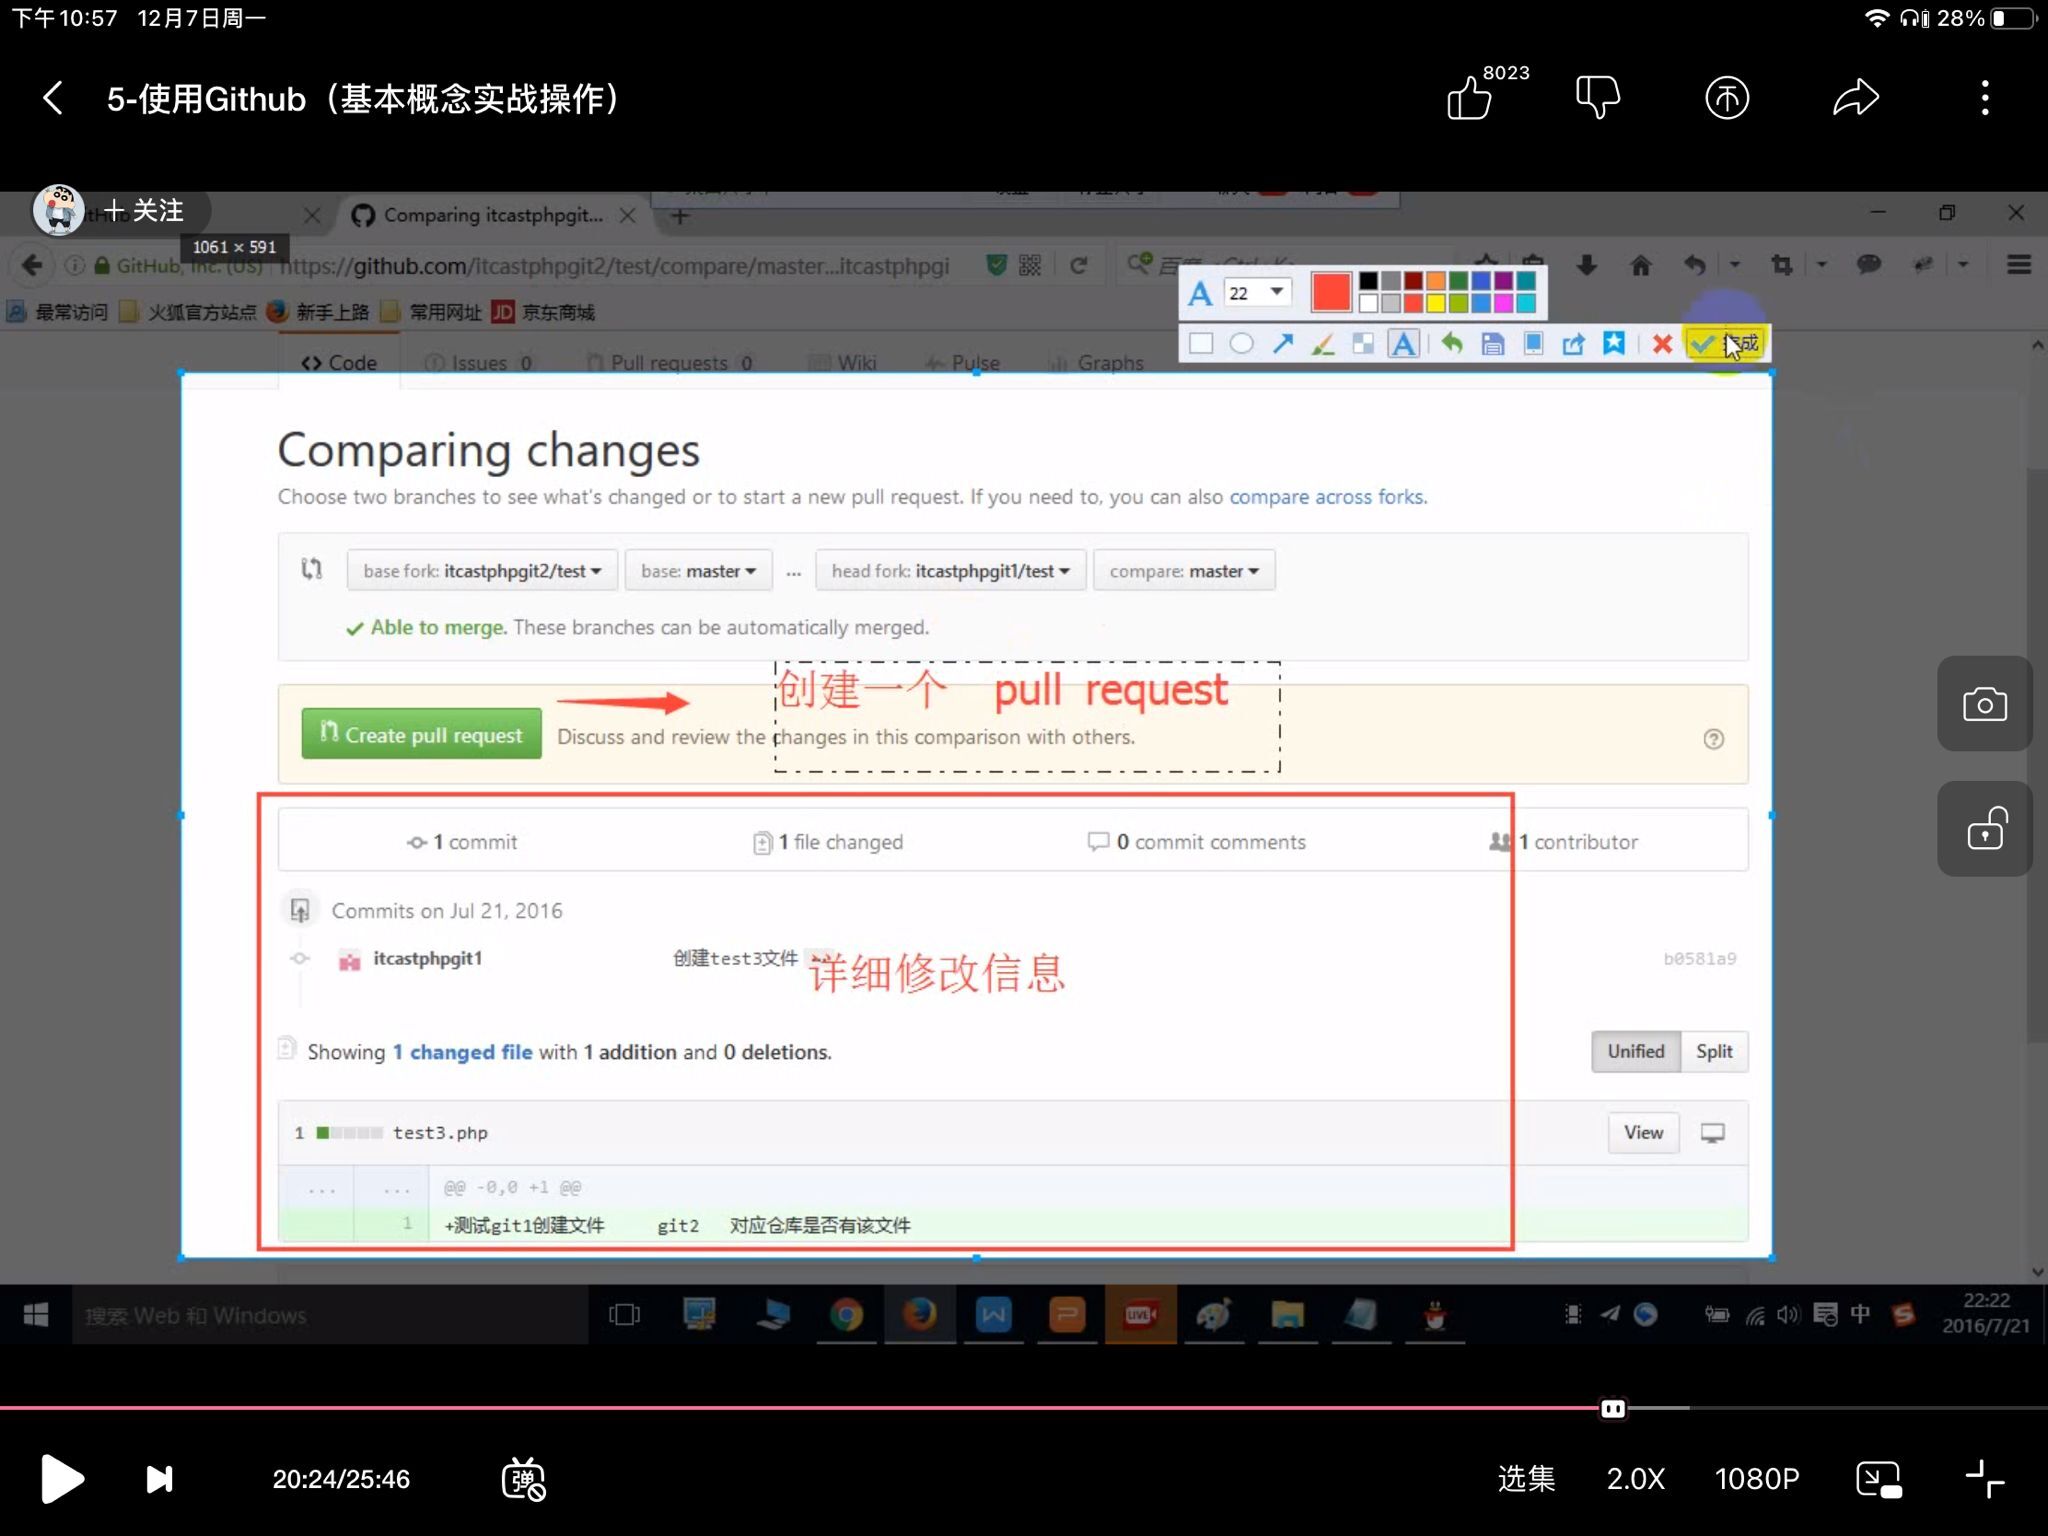 下午10:57 12月7日周一
28%
5-使用Github（基本概念实战操作）
8023
+ 关注
Comparing itcastphpgit...
1061 × 591
GitHub, Inc. (US) https://github.com/itcastphpgit2/test/compare/master...itcastphpgi
百度 <Ctrl+K>
最常访问 火狐官方站点 新手上路 常用网址 JD 京东商城
A 22
A
Code Issues 0 Pull requests 0 Wiki Pulse Graphs
Comparing changes
Choose two branches to see what's changed or to start a new pull request. If you need to, you can also compare across forks.
base fork: itcastphpgit2/test base: master ... head fork: itcastphpgit1/test compare: master
Able to merge. These branches can be automatically merged.
创建一个 pull request
Create pull request Discuss and review the changes in this comparison with others.
1 commit 1 file changed 0 commit comments 1 contributor
Commits on Jul 21, 2016
itcastphpgit1 创建test3文件 b0581a9
详细修改信息
Showing 1 changed file with 1 addition and 0 deletions. Unified Split
1 test3.php View
... ... @@ -0,0 +1 @@
1 +测试git1创建文件 git2 对应仓库是否有该文件
搜索 Web 和 Windows LIVE 中 22:22
2016/7/21
20:24/25:46 弹 选集 2.0X 1080P